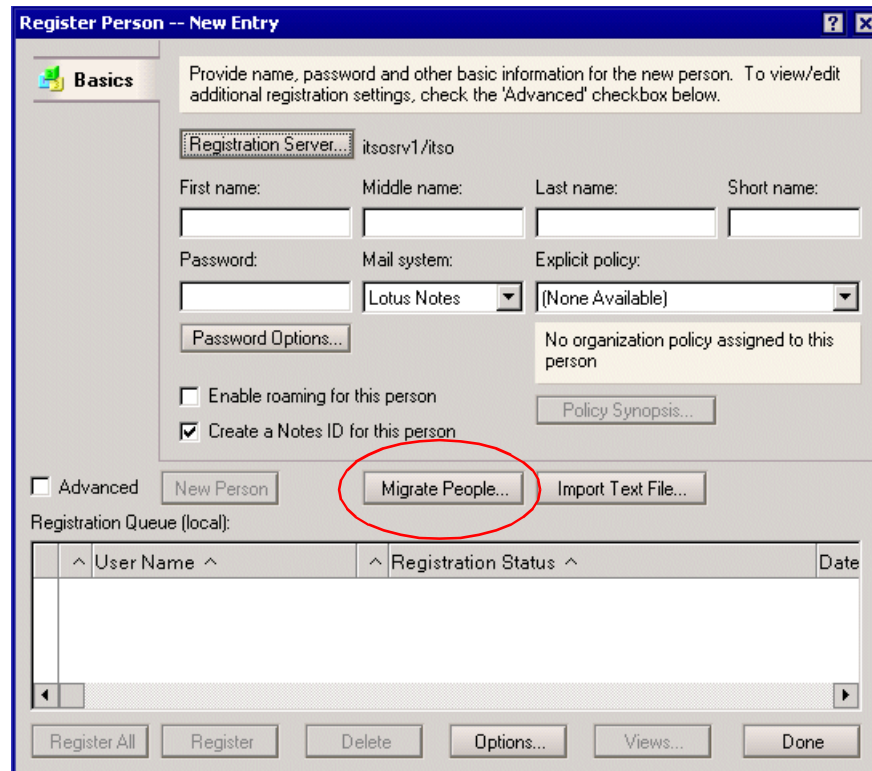 Register Person -- New Entry
Basics
Provide name, password and other basic information for the new person. To view/edit
additional registration settings, check the 'Advanced' checkbox below.
Registration Server... itsosrv1/itso
First name: Middle name: Last name: Short name:
Password: Mail system: Explicit policy:
Lotus Notes (None Available)
Password Options... No organization policy assigned to this
person
Enable roaming for this person
Policy Synopsis...
Create a Notes ID for this person
Advanced New Person Migrate People... Import Text File...
Registration Queue (local):
^ User Name ^ ^ Registration Status ^ Date
Register All Register Delete Options... Views... Done